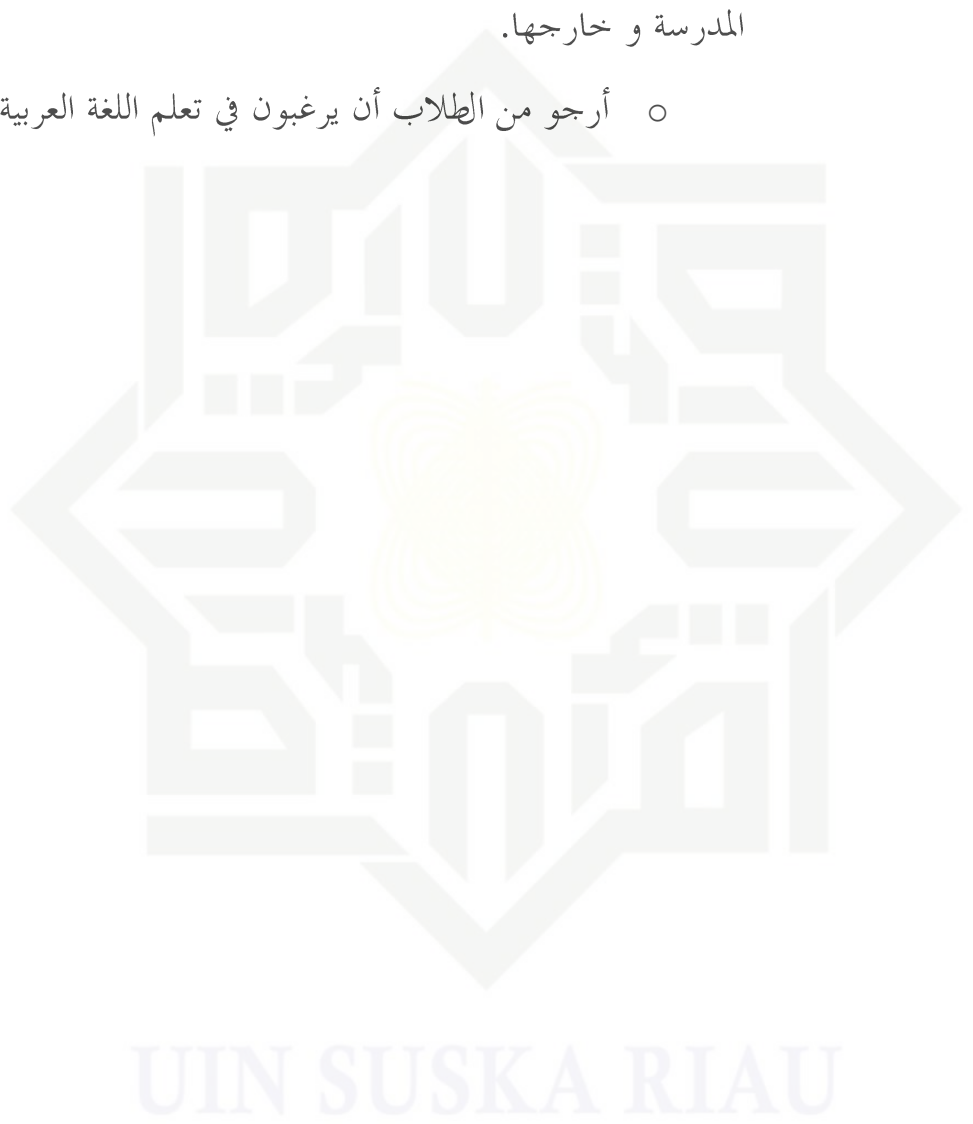 المدرسة و خارجها.
○ أرجو من الطلاب أن يرغبون في تعلم اللغة العربية
UIN SUSKA RIAU